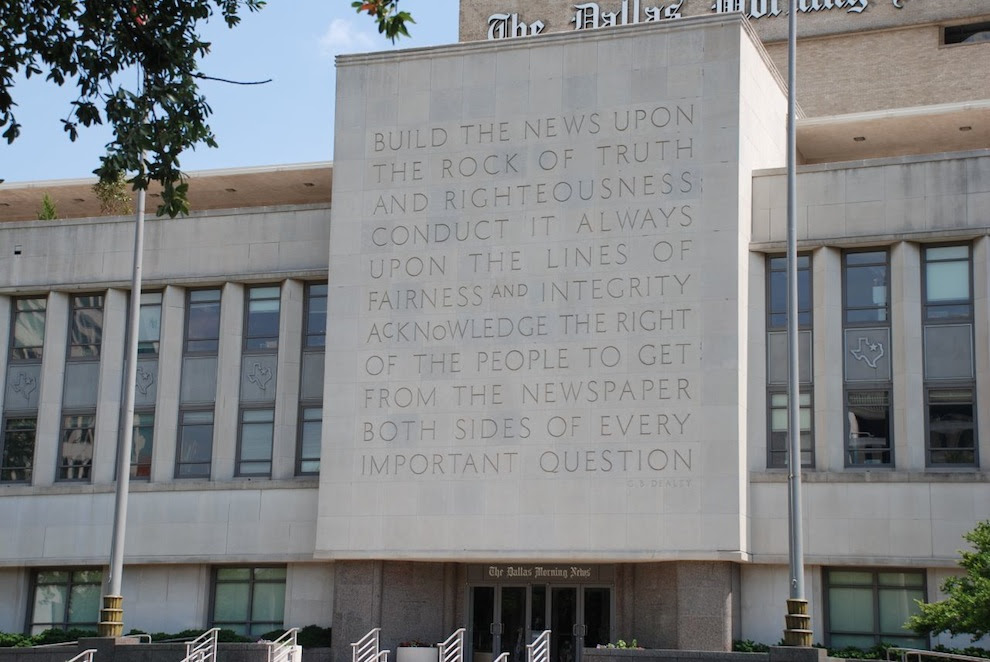 The Dallas Morning
BUILD THE NEWS UPON
THE ROCK OF TRUTH
AND RIGHTEOUSNESS
CONDUCT IT ALWAYS
UPON THE LINES OF
FAIRNESS AND INTEGRITY
ACKNOWLEDGE THE RIGHT
OF THE PEOPLE TO GET
FROM THE NEWSPAPER
BOTH SIDES OF EVERY
IMPORTANT QUESTION
G. B. DEALEY
The Dallas Morning News